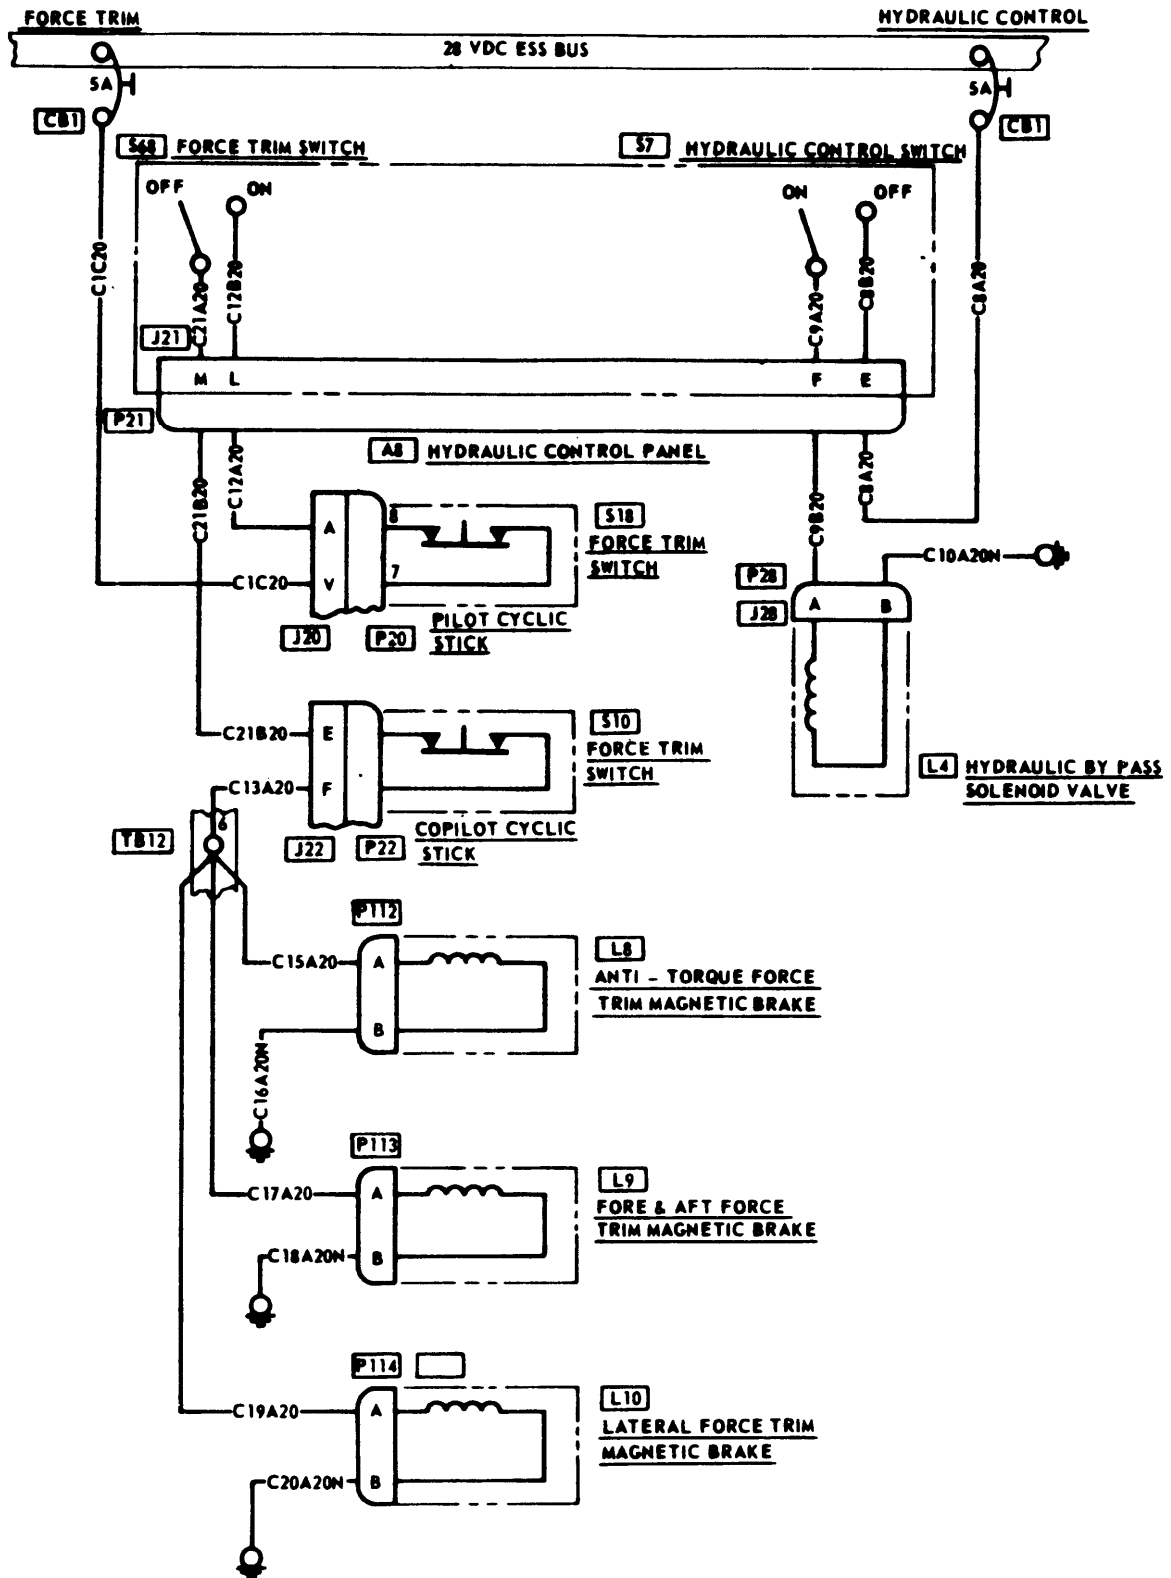 FORCE TRIM
HYDRAULIC CONTROL
28 VDC ESS BUS
5A
5A
CB1
CB1
S68 FORCE TRIM SWITCH
S7 HYDRAULIC CONTROL SWITCH
OFF
ON
ON
OFF
C1C20
C21A20
C12B20
C9A20
C8B20
C8A20
J21
M L F E
P21
A8 HYDRAULIC CONTROL PANEL
C21B20
C12A20
C9B20
C8A20
A
8
S18
FORCE TRIM
SWITCH
C1C20
V
7
J20
P20
PILOT CYCLIC
STICK
C10A20N
P28
J28
A B
L4 HYDRAULIC BY PASS
SOLENOID VALVE
C21B20
E
S10
FORCE TRIM
SWITCH
C13A20
F
6
TB12
J22
P22
COPILOT CYCLIC
STICK
P112
C15A20
A
B
C16A20N
L8
ANTI - TORQUE FORCE
TRIM MAGNETIC BRAKE
P113
C17A20
A
C18A20N
B
L9
FORE & AFT FORCE
TRIM MAGNETIC BRAKE
P114
C19A20
A
C20A20N
B
L10
LATERAL FORCE TRIM
MAGNETIC BRAKE